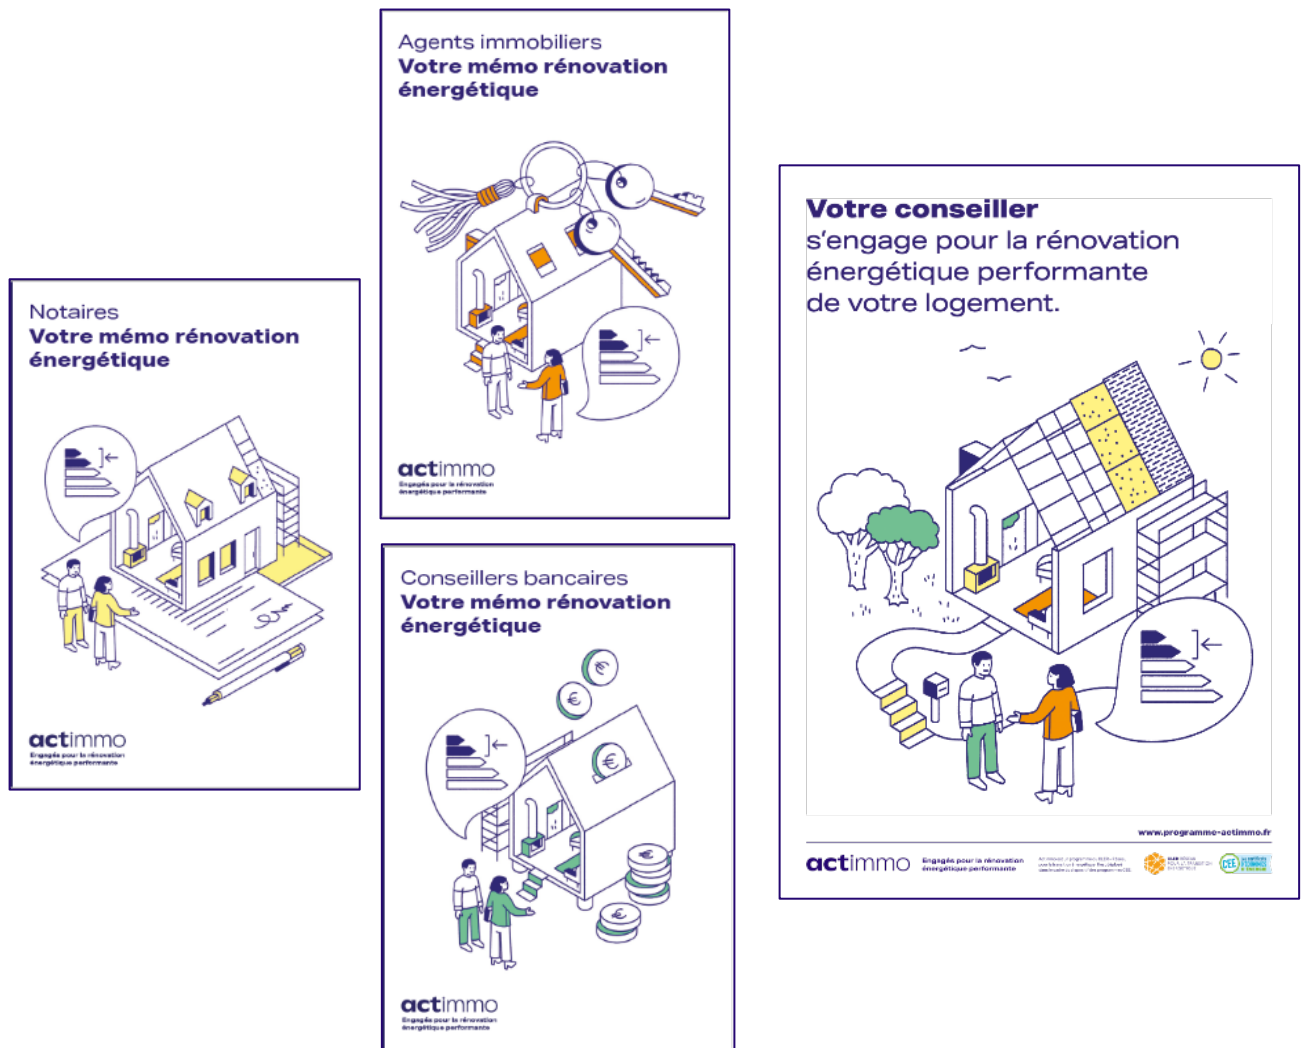 Agents immobiliers
Votre mémo rénovation
énergétique
actimmo
Engagés pour la rénovation
énergétique performante
Notaires
Votre mémo rénovation
énergétique
actimmo
Engagés pour la rénovation
énergétique performante
Conseillers bancaires
Votre mémo rénovation
énergétique
€
€
€
€
€
actimmo
Engagés pour la rénovation
énergétique performante
Votre conseiller
s'engage pour la rénovation
énergétique performante
de votre logement.
www.programme-actimmo.fr
actimmo
Engagés pour la rénovation
énergétique performante
CEE